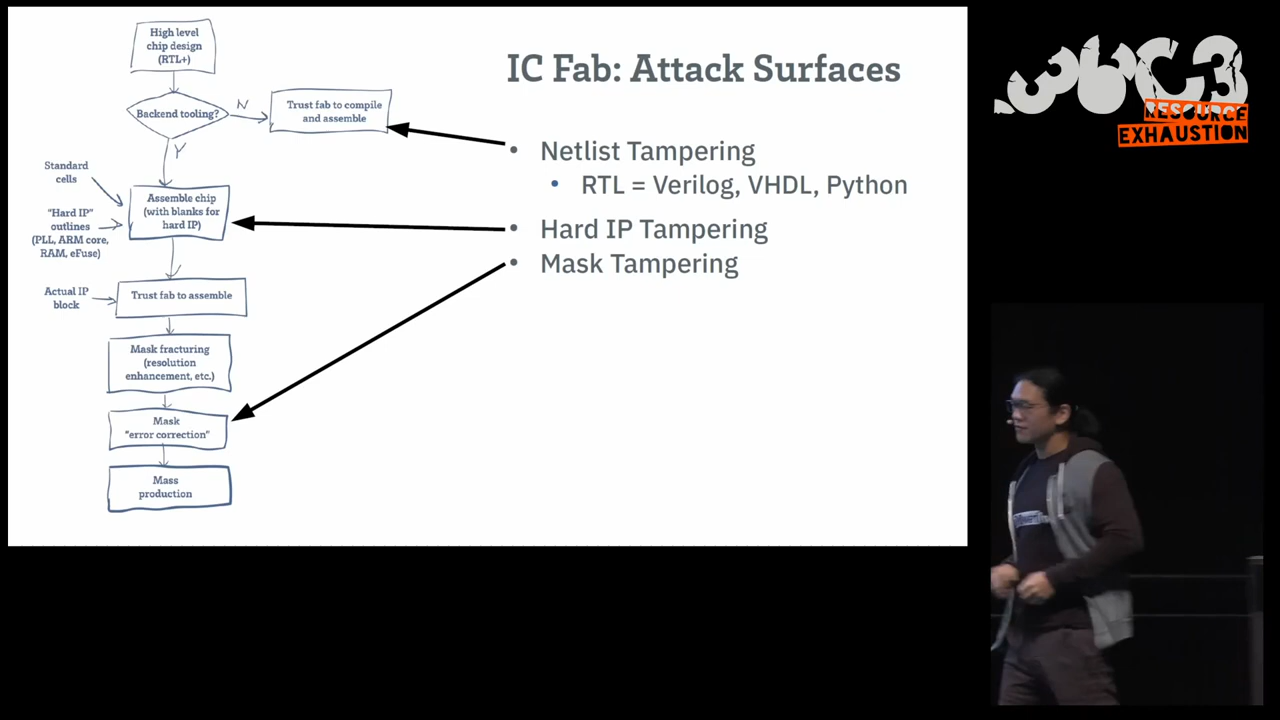 High level
chip design
(RTL+)
Backend tooling?
N
Trust fab to compile
and assemble
Y
Standard
cells
"Hard IP"
outlines
(PLL, ARM core,
RAM, eFuse)
Assemble chip
(with blanks for
hard IP)
Actual IP
block
Trust fab to assemble
Mask fracturing
(resolution
enhancement, etc.)
Mask
"error correction"
Mass
production
IC Fab: Attack Surfaces
• Netlist Tampering
• RTL = Verilog, VHDL, Python
• Hard IP Tampering
• Mask Tampering
36C3
RESOURCE
EXHAUSTION